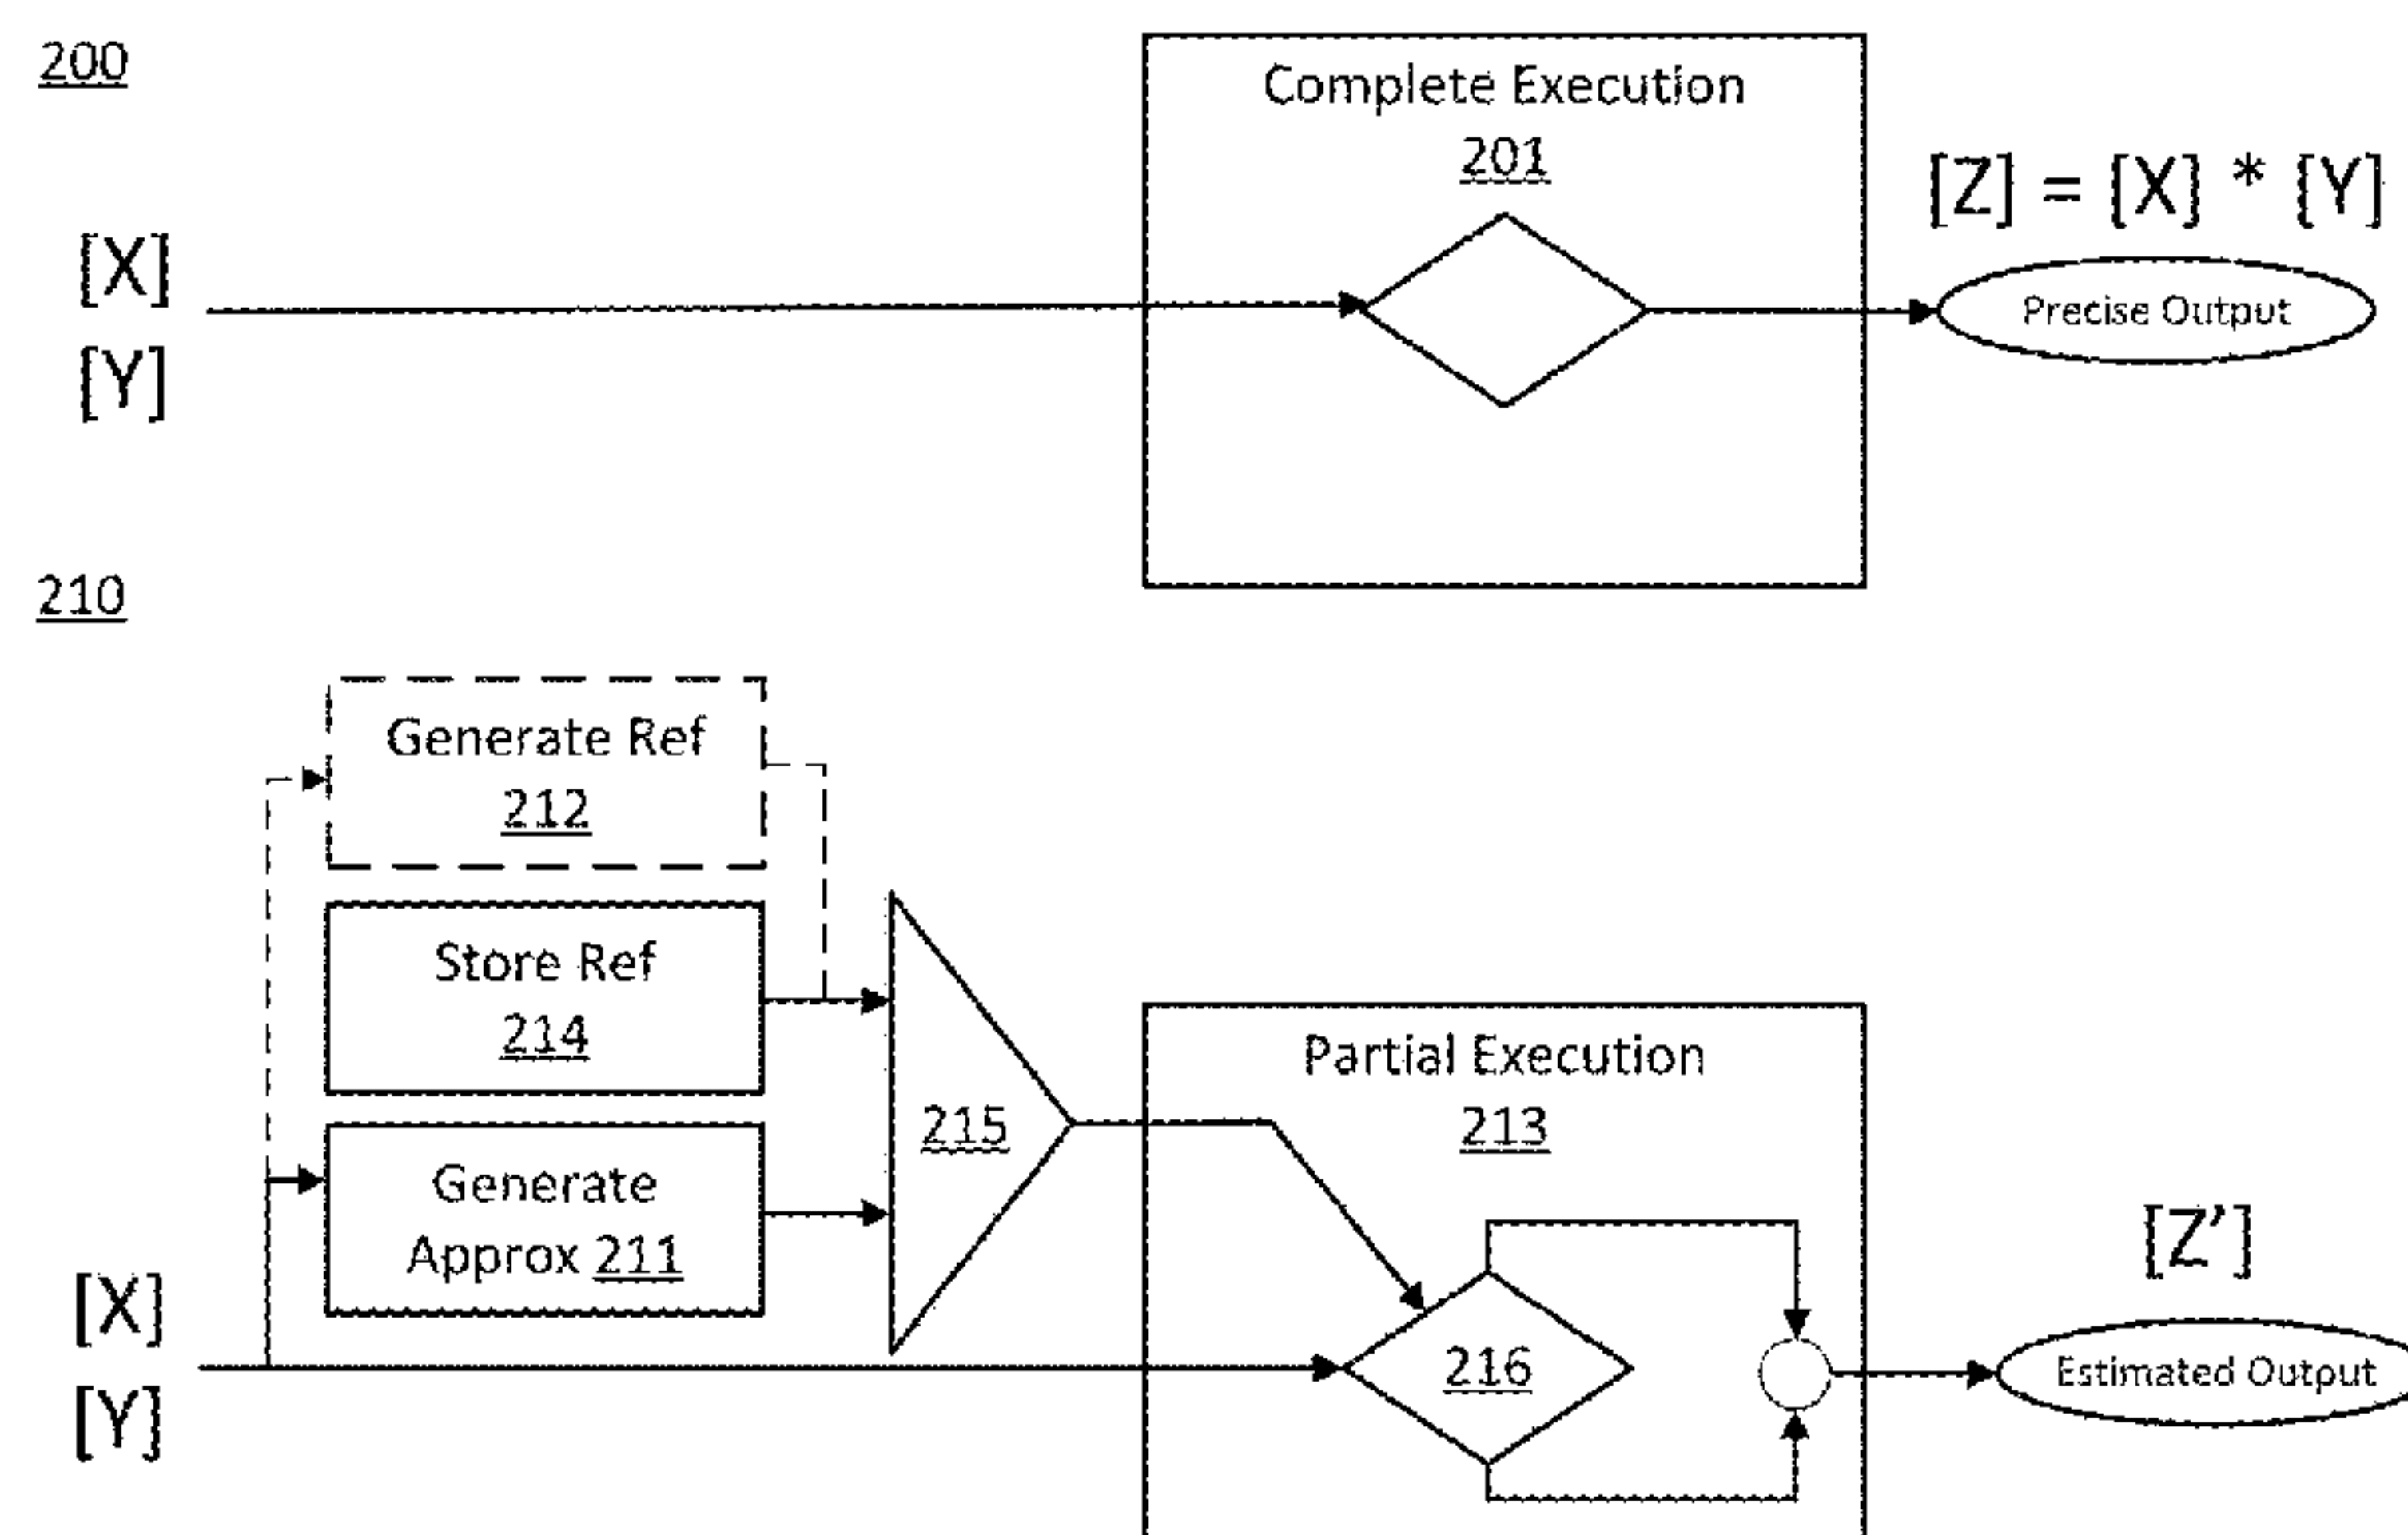 200
Complete Execution
201
[Z] = [X] * [Y]
[X]
Precise Output
[Y]
210
Generate Ref
212
Store Ref
214
Partial Execution
215
213
Generate
Approx 211
[Z']
[X]
216
Estimated Output
[Y]